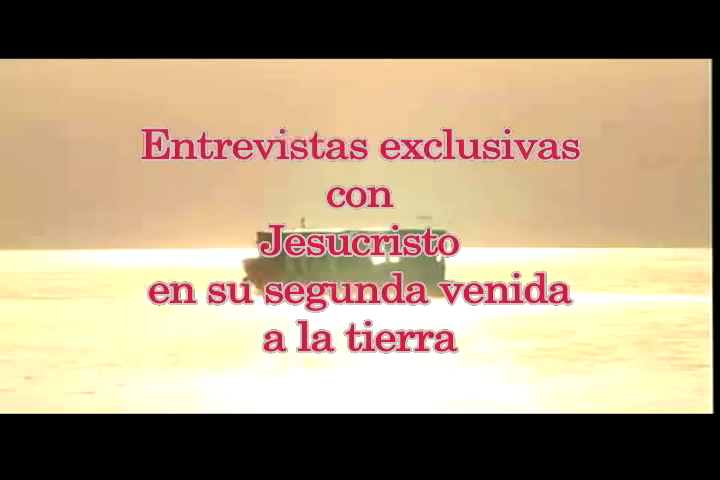 Entrevistas exclusivas
con
Jesucristo
en su segunda venida
a la tierra